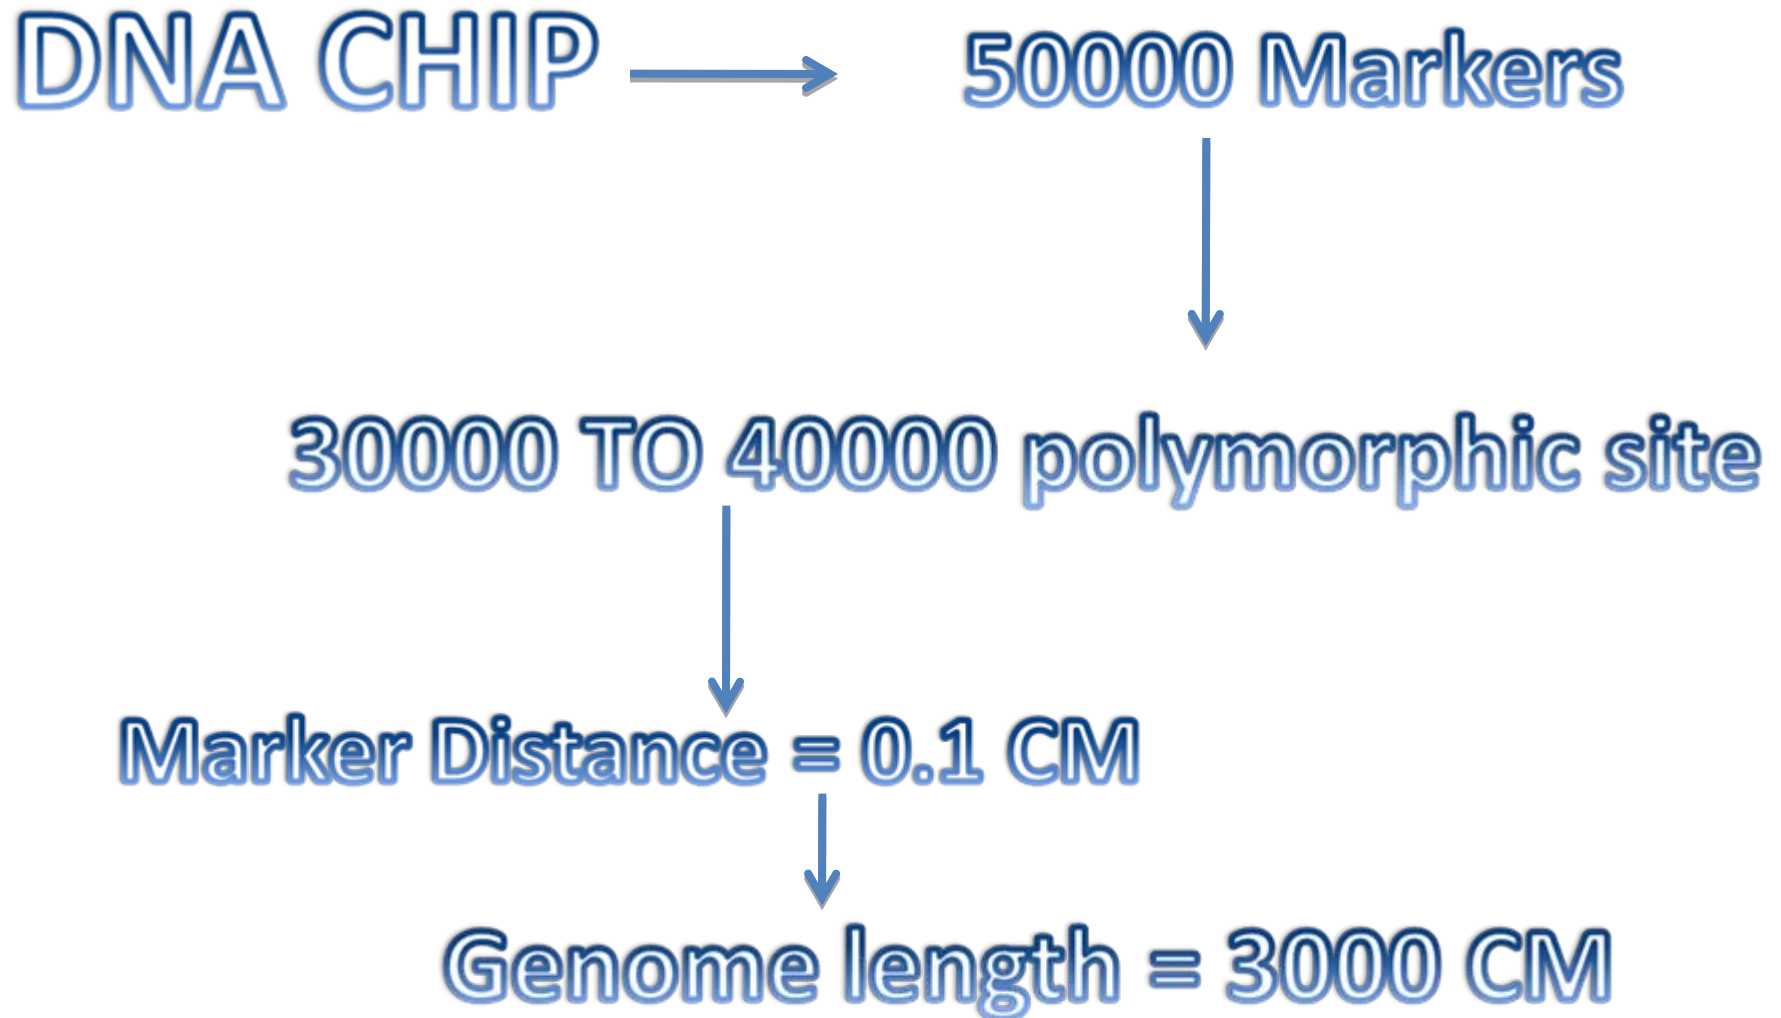 DNA CHIP
50000 Markers
30000 TO 40000 polymorphic site
Marker Distance = 0.1 CM
Genome length = 3000 CM